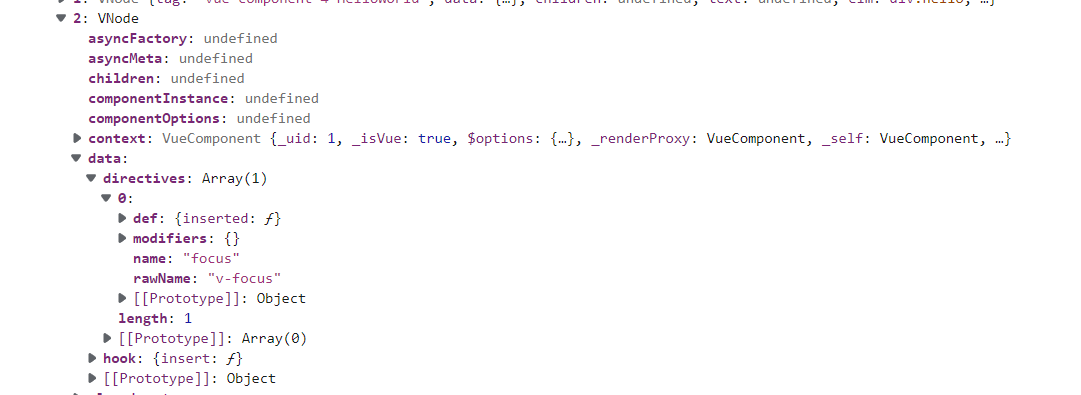 1: VNode {tag: "vue-component-4-HelloWorld", data: {…}, children: undefined, text: undefined, elm: div.hello, …}
2: VNode
asyncFactory: undefined
asyncMeta: undefined
children: undefined
componentInstance: undefined
componentOptions: undefined
context: VueComponent {_uid: 1, _isVue: true, $options: {…}, _renderProxy: VueComponent, _self: VueComponent, …}
data:
directives: Array(1)
0:
def: {inserted: ƒ}
modifiers: {}
name: "focus"
rawName: "v-focus"
[[Prototype]]: Object
length: 1
[[Prototype]]: Array(0)
hook: {insert: ƒ}
[[Prototype]]: Object